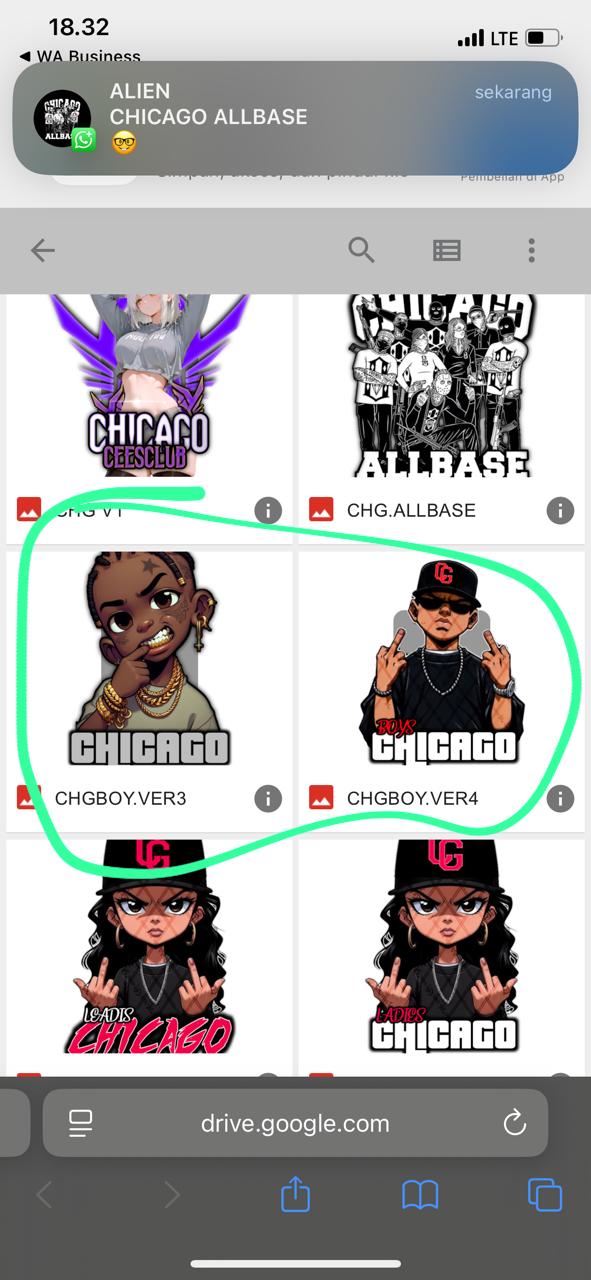 18.32
LTE
WA Business
ALIEN
sekarang
CHICAGO ALLBASE
🤓
Pembelian di App
CHICAGO
CEESCLUB
CHICAGO
ALLBASE
CHG V1
CHG.ALLBASE
CG
CHICAGO
BOYS
CHICAGO
CHGBOY.VER3
CHGBOY.VER4
CG
CG
LEADIS
CHICAGO
LADIES
CHICAGO
drive.google.com